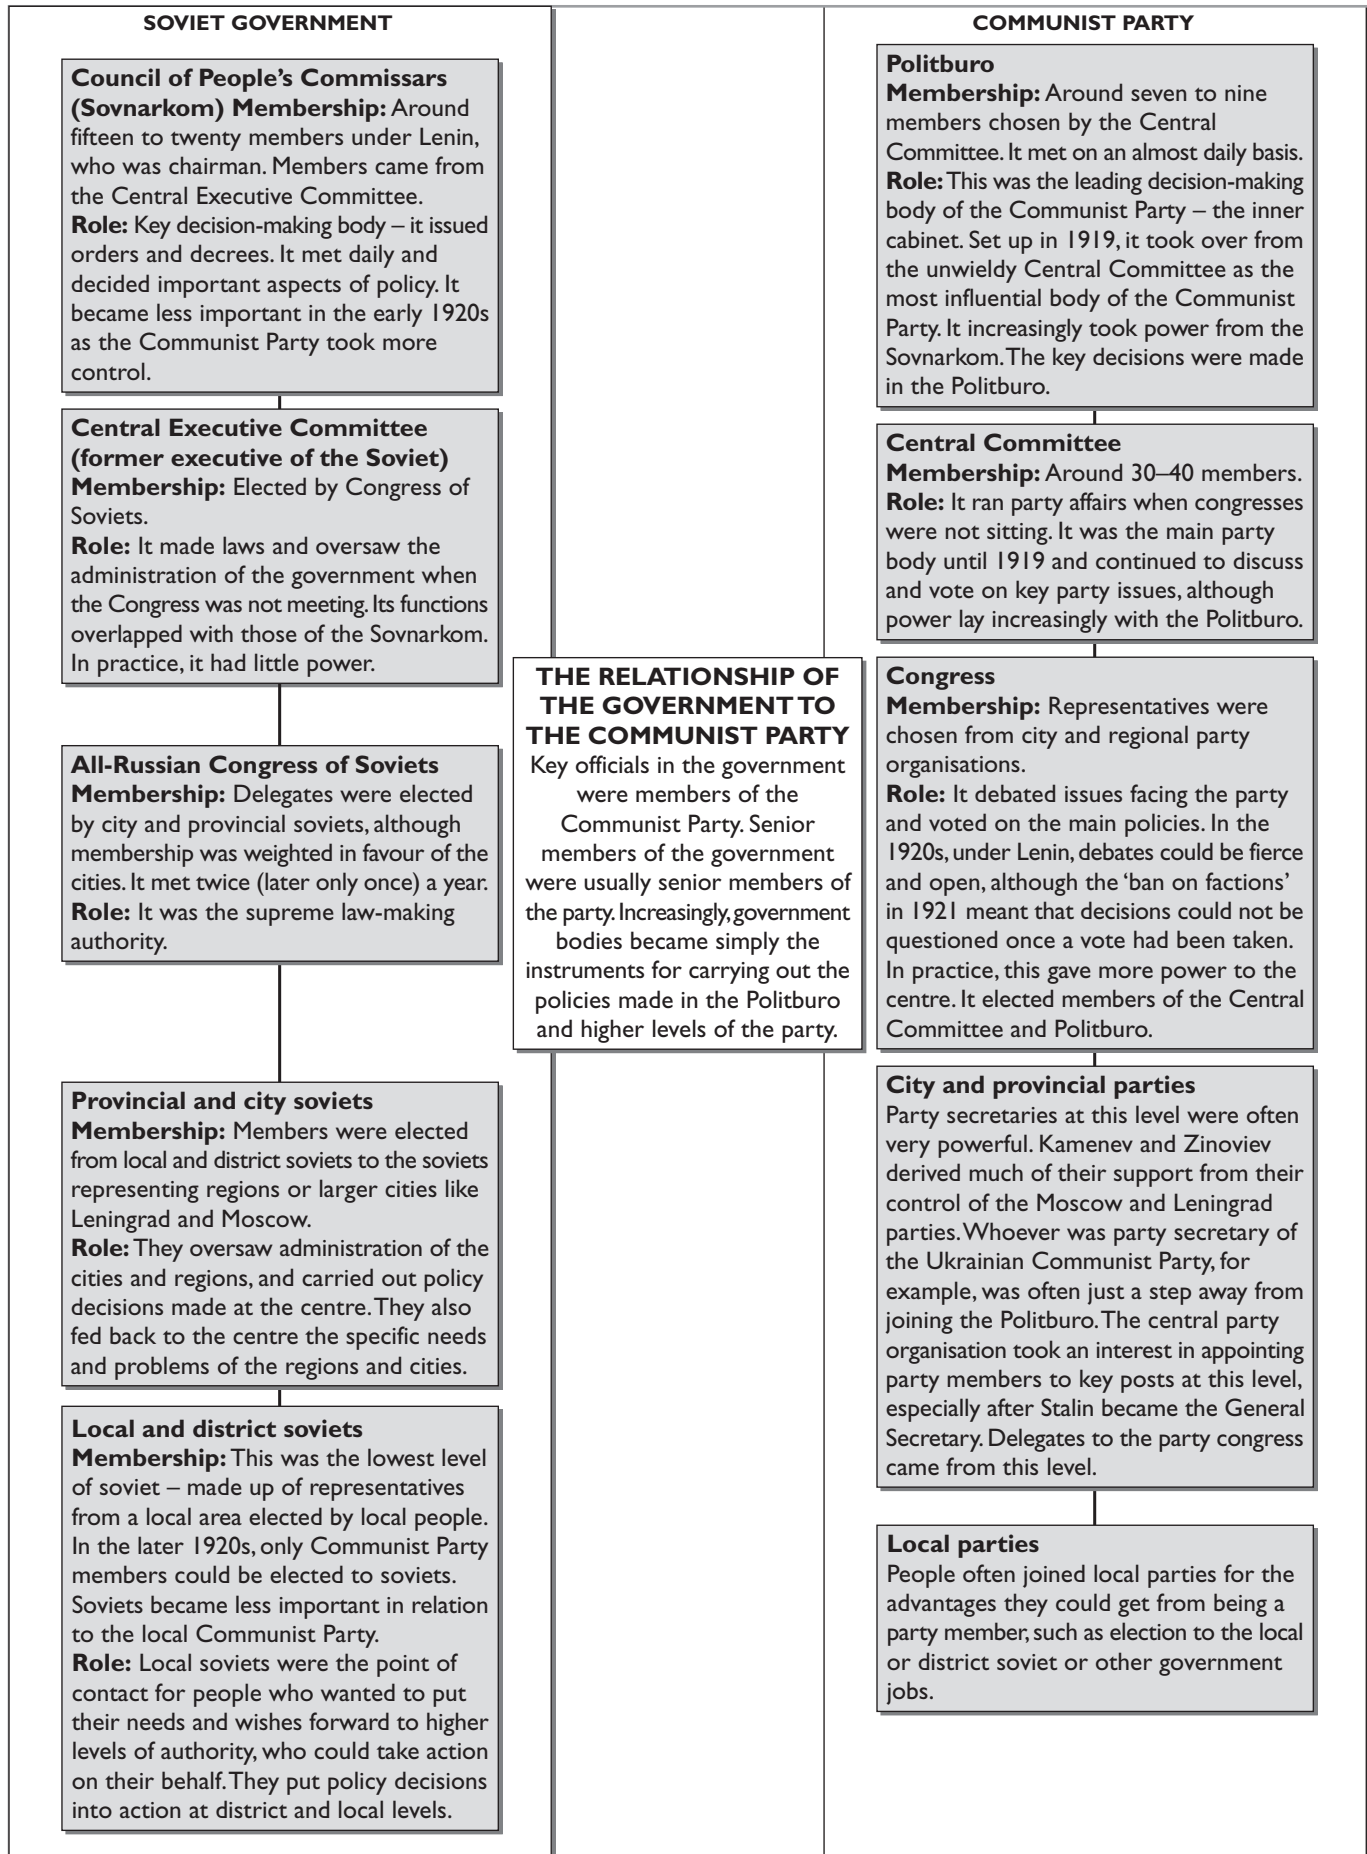 SOVIET GOVERNMENT
Council of People's Commissars
(Sovnarkom) Membership: Around
fifteen to twenty members under Lenin,
who was chairman. Members came from
the Central Executive Committee.
Role: Key decision-making body – it issued
orders and decrees. It met daily and
decided important aspects of policy. It
became less important in the early 1920s
as the Communist Party took more
control.
Central Executive Committee
(former executive of the Soviet)
Membership: Elected by Congress of
Soviets.
Role: It made laws and oversaw the
administration of the government when
the Congress was not meeting. Its functions
overlapped with those of the Sovnarkom.
In practice, it had little power.
All-Russian Congress of Soviets
Membership: Delegates were elected
by city and provincial soviets, although
membership was weighted in favour of the
cities. It met twice (later only once) a year.
Role: It was the supreme law-making
authority.
Provincial and city soviets
Membership: Members were elected
from local and district soviets to the soviets
representing regions or larger cities like
Leningrad and Moscow.
Role: They oversaw administration of the
cities and regions, and carried out policy
decisions made at the centre. They also
fed back to the centre the specific needs
and problems of the regions and cities.
Local and district soviets
Membership: This was the lowest level
of soviet – made up of representatives
from a local area elected by local people.
In the later 1920s, only Communist Party
members could be elected to soviets.
Soviets became less important in relation
to the local Communist Party.
Role: Local soviets were the point of
contact for people who wanted to put
their needs and wishes forward to higher
levels of authority, who could take action
on their behalf. They put policy decisions
into action at district and local levels.
THE RELATIONSHIP OF
THE GOVERNMENT TO
THE COMMUNIST PARTY
Key officials in the government
were members of the
Communist Party. Senior
members of the government
were usually senior members of
the party. Increasingly, government
bodies became simply the
instruments for carrying out the
policies made in the Politburo
and higher levels of the party.
COMMUNIST PARTY
Politburo
Membership: Around seven to nine
members chosen by the Central
Committee. It met on an almost daily basis.
Role: This was the leading decision-making
body of the Communist Party – the inner
cabinet. Set up in 1919, it took over from
the unwieldy Central Committee as the
most influential body of the Communist
Party. It increasingly took power from the
Sovnarkom. The key decisions were made
in the Politburo.
Central Committee
Membership: Around 30–40 members.
Role: It ran party affairs when congresses
were not sitting. It was the main party
body until 1919 and continued to discuss
and vote on key party issues, although
power lay increasingly with the Politburo.
Congress
Membership: Representatives were
chosen from city and regional party
organisations.
Role: It debated issues facing the party
and voted on the main policies. In the
1920s, under Lenin, debates could be fierce
and open, although the 'ban on factions'
in 1921 meant that decisions could not be
questioned once a vote had been taken.
In practice, this gave more power to the
centre. It elected members of the Central
Committee and Politburo.
City and provincial parties
Party secretaries at this level were often
very powerful. Kamenev and Zinoviev
derived much of their support from their
control of the Moscow and Leningrad
parties. Whoever was party secretary of
the Ukrainian Communist Party, for
example, was often just a step away from
joining the Politburo. The central party
organisation took an interest in appointing
party members to key posts at this level,
especially after Stalin became the General
Secretary. Delegates to the party congress
came from this level.
Local parties
People often joined local parties for the
advantages they could get from being a
party member, such as election to the local
or district soviet or other government
jobs.